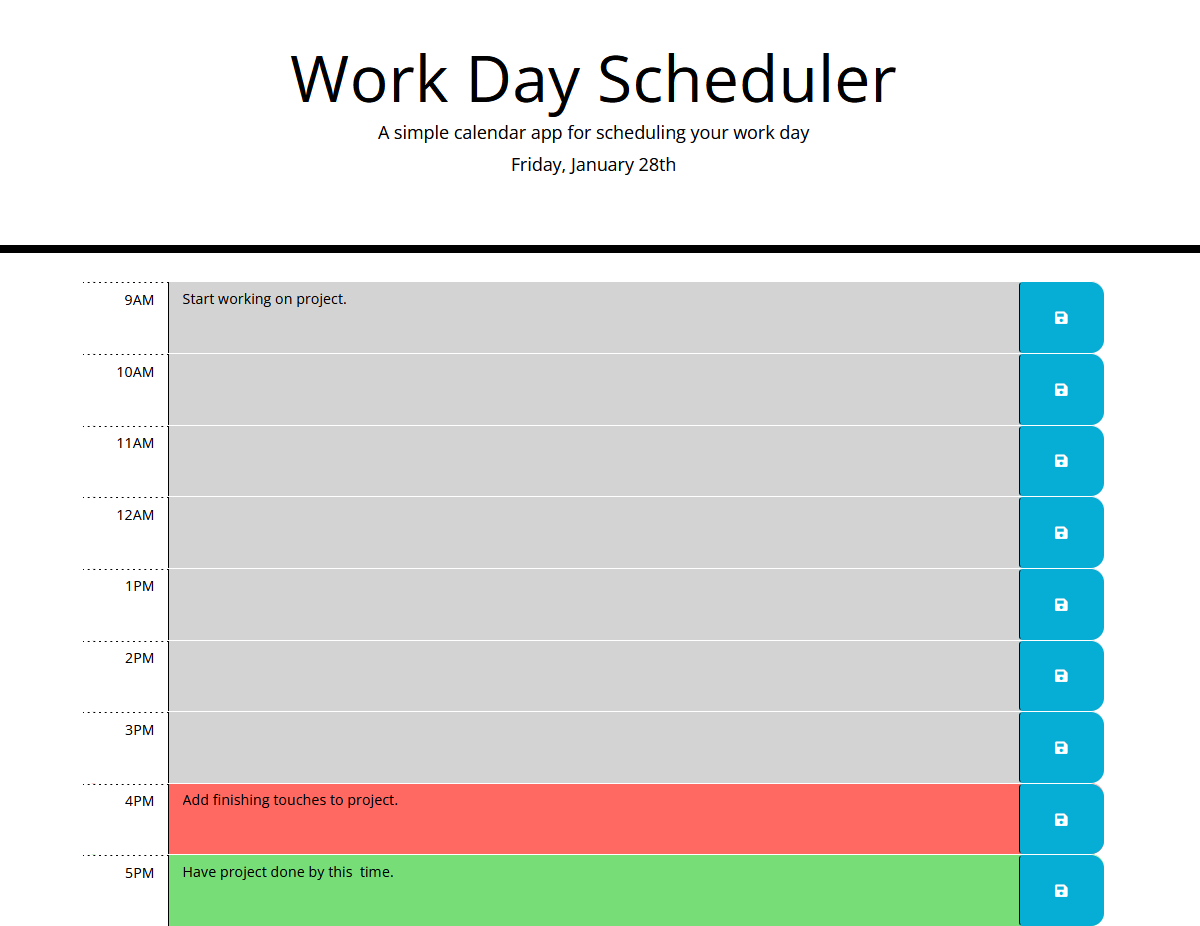 Work Day Scheduler
A simple calendar app for scheduling your work day
Friday, January 28th
9AM Start working on project.
10AM
11AM
12AM
1PM
2PM
3PM
4PM Add finishing touches to project.
5PM Have project done by this  time.